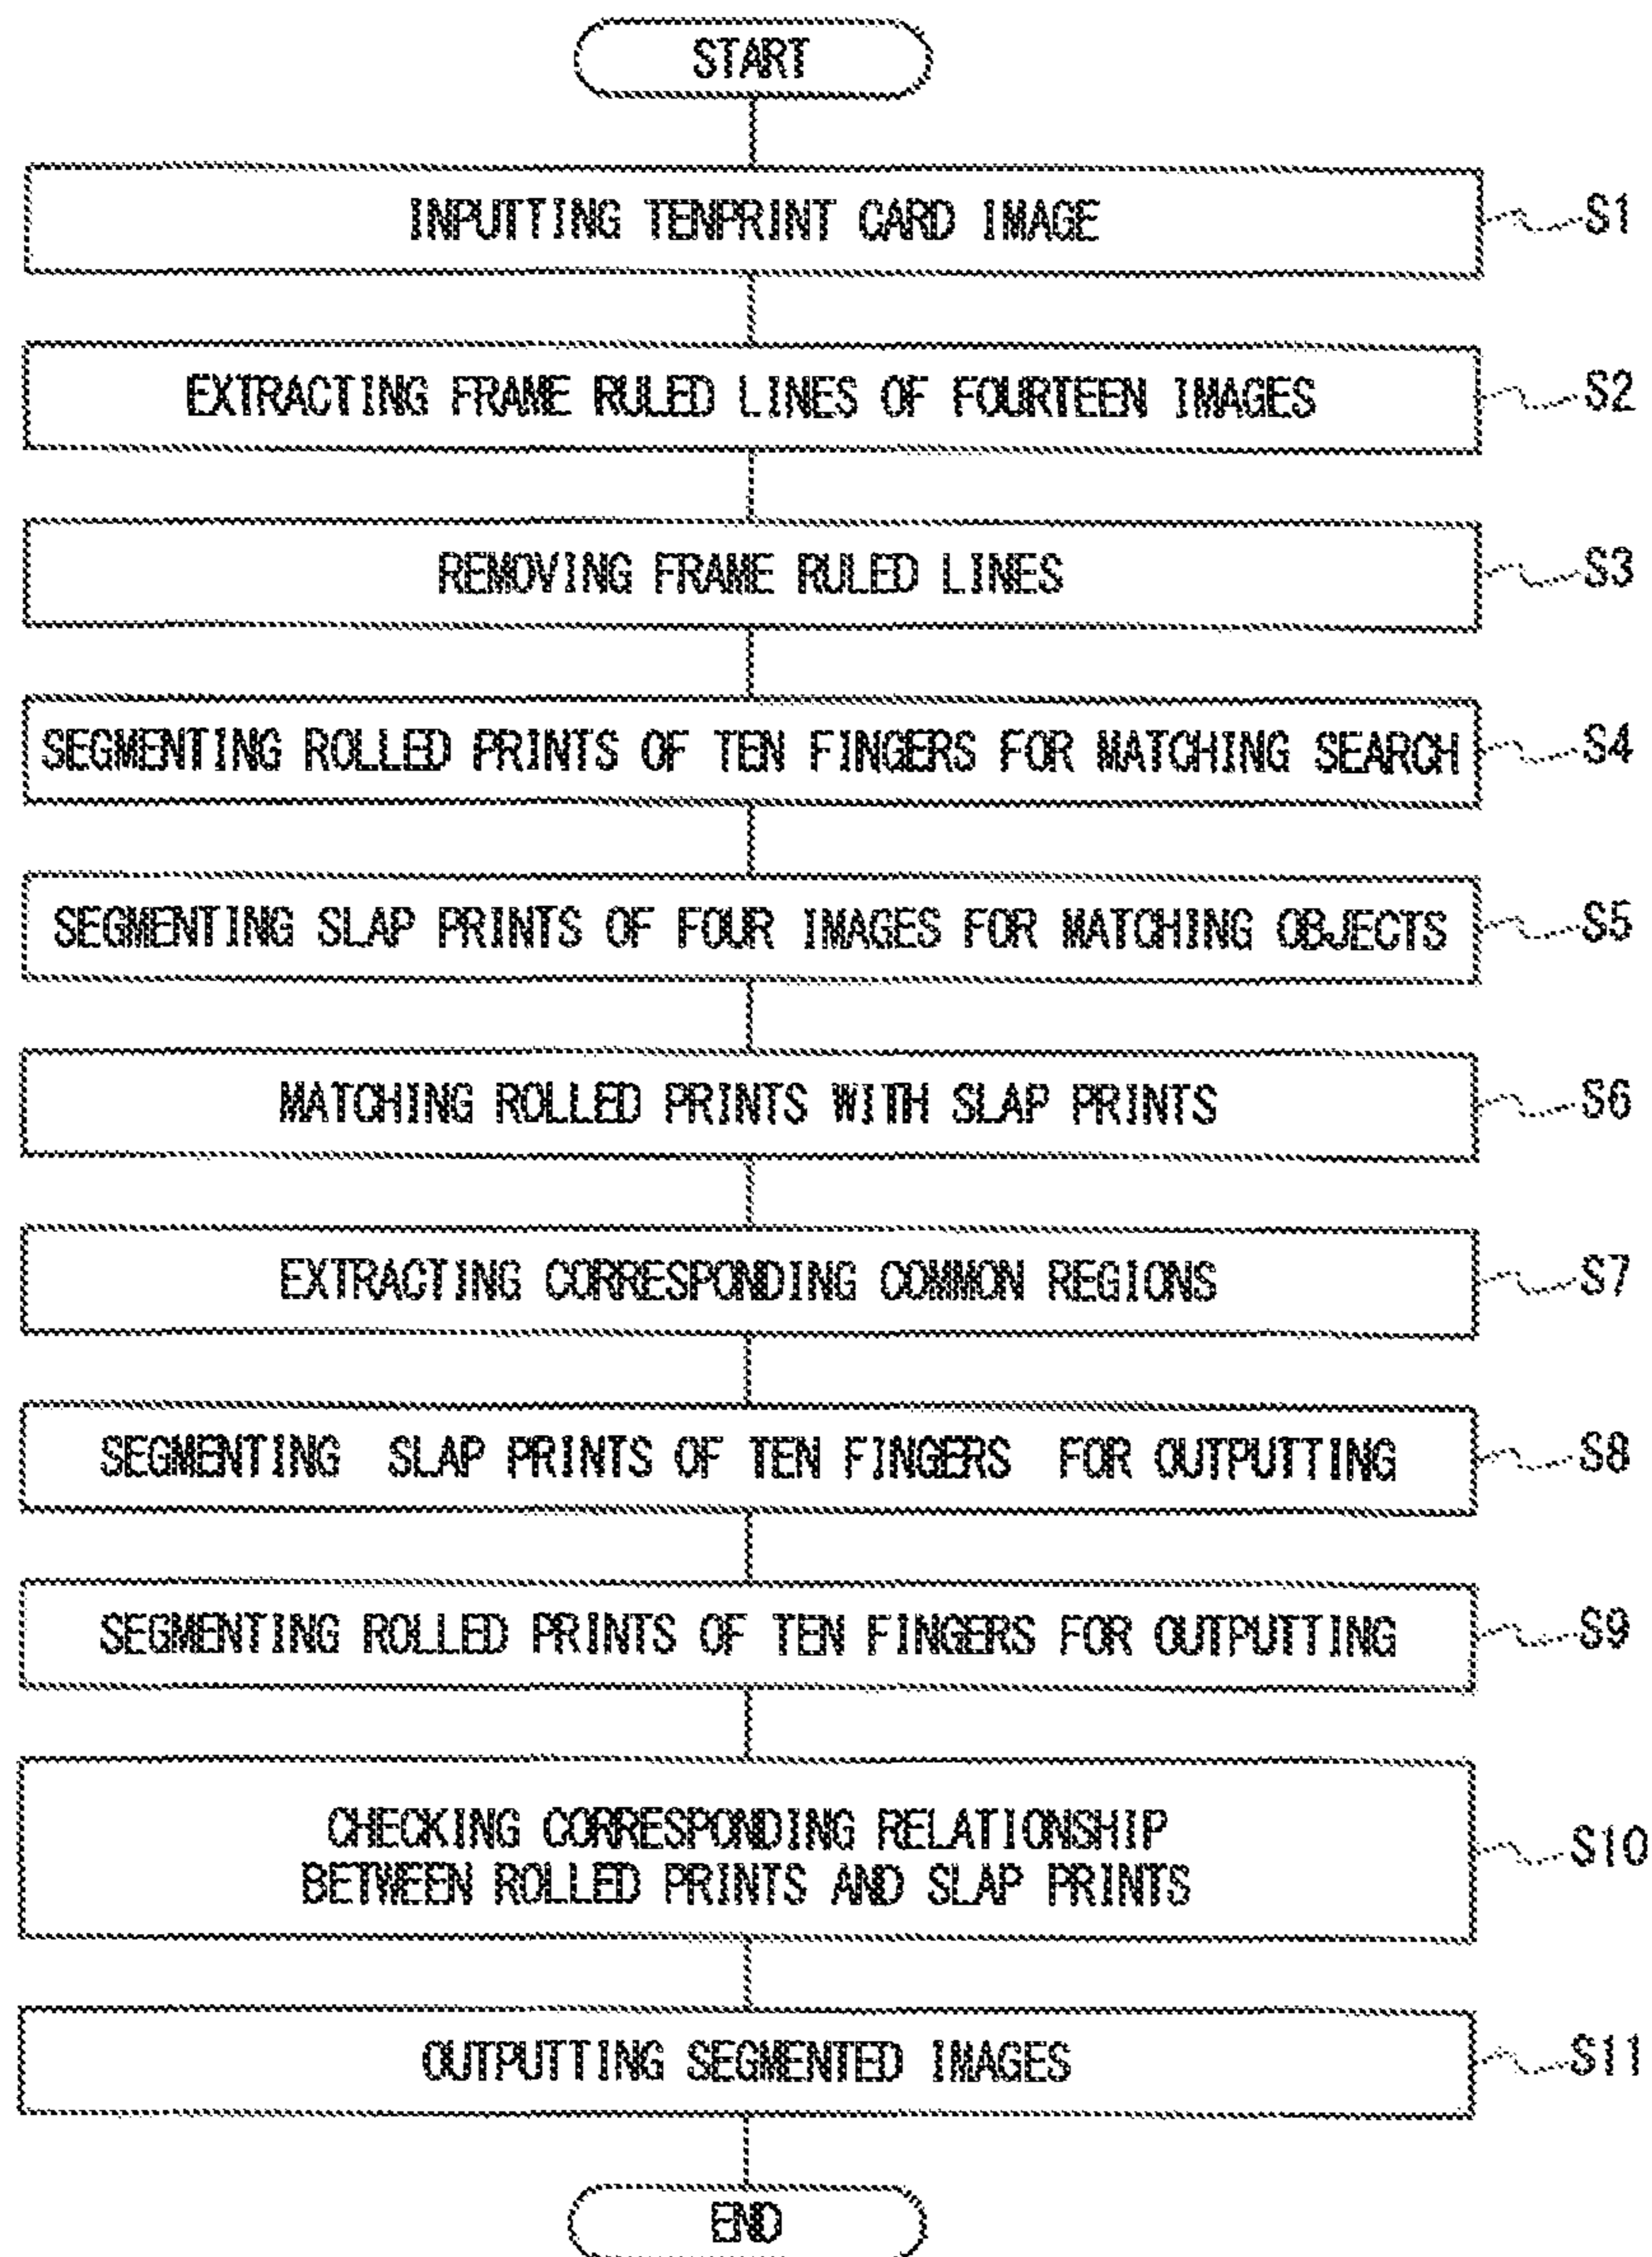 START
INPUTTING TENPRINT CARD IMAGE
S1
EXTRACTING FRAME RULED LINES OF FOURTEEN IMAGES
S2
REMOVING FRAME RULED LINES
S3
SEGMENTING ROLLED PRINTS OF TEN FINGERS FOR MATCHING SEARCH
S4
SEGMENTING SLAP PRINTS OF FOUR IMAGES FOR MATCHING OBJECTS
S5
MATCHING ROLLED PRINTS WITH SLAP PRINTS
S6
EXTRACTING CORRESPONDING COMMON REGIONS
S7
SEGMENTING SLAP PRINTS OF TEN FINGERS FOR OUTPUTTING
S8
SEGMENTING ROLLED PRINTS OF TEN FINGERS FOR OUTPUTTING
S9
CHECKING CORRESPONDING RELATIONSHIP
BETWEEN ROLLED PRINTS AND SLAP PRINTS
S10
OUTPUTTING SEGMENTED IMAGES
S11
END